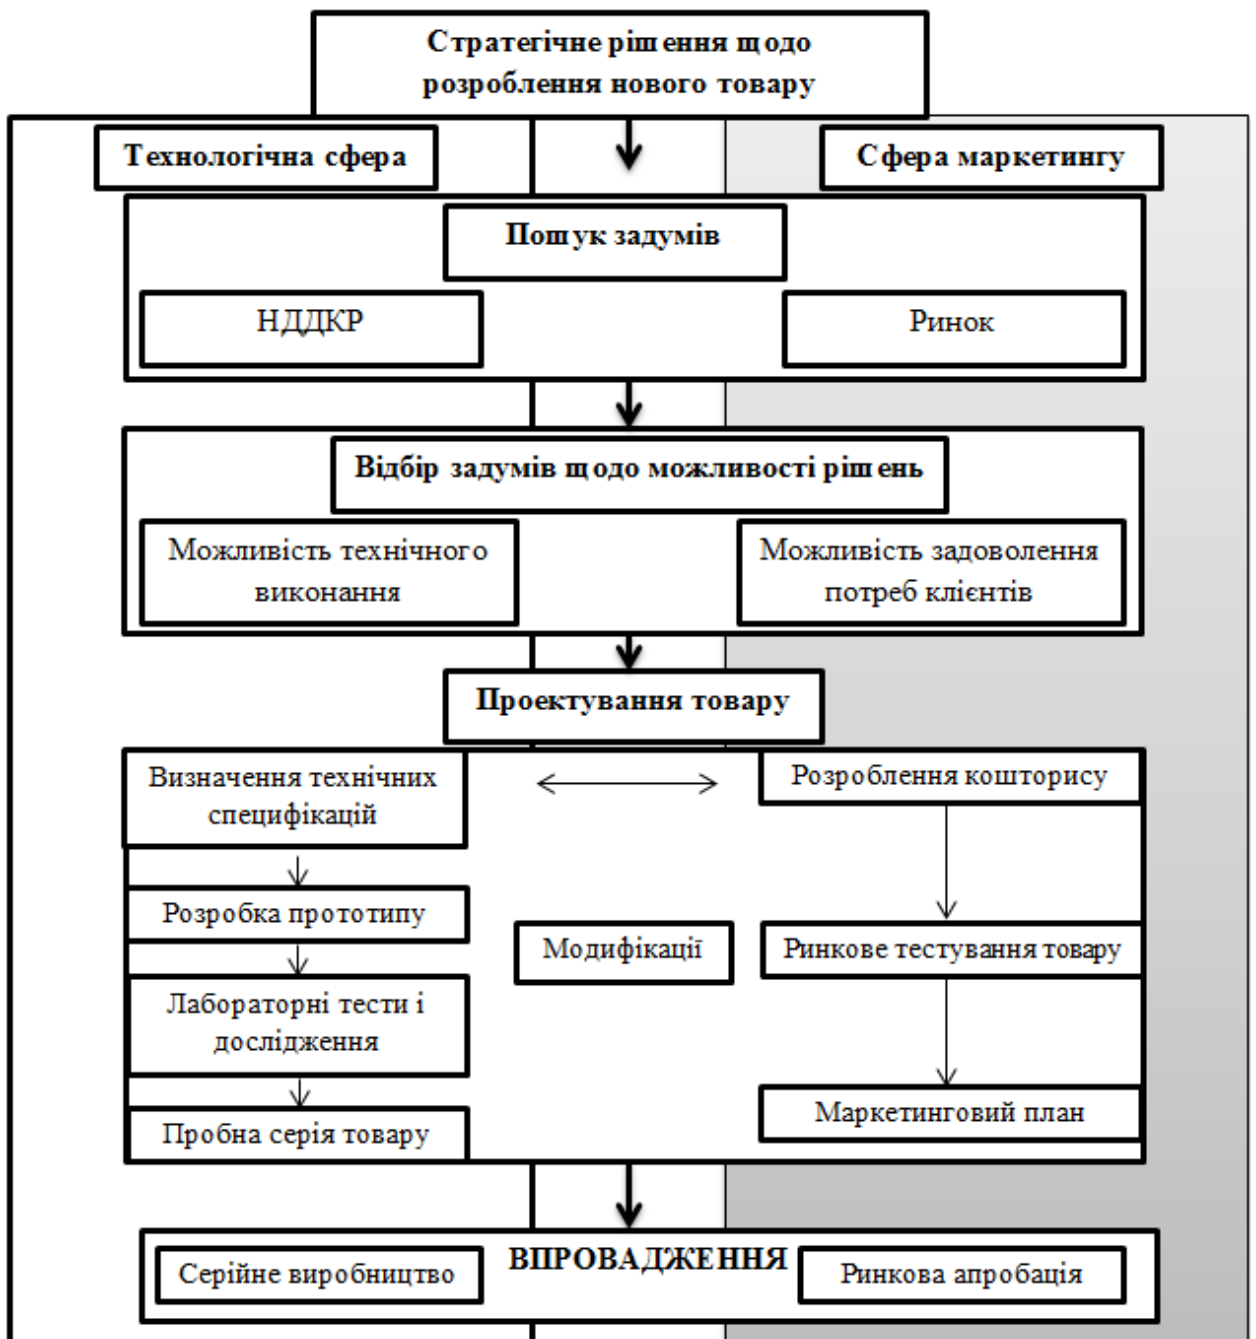 Стратегічне рішення щодо
розроблення нового товару
Технологічна сфера
Сфера маркетингу
Пошук задумів
НДДКР
Ринок
Відбір задумів щодо можливості рішень
Можливість технічного
виконання
Можливість задоволення
потреб клієнтів
Проектування товару
Визначення технічних
специфікацій
Розроблення кошторису
Розробка прототипу
Модифікації
Ринкове тестування товару
Лабораторні тести і
дослідження
Пробна серія товару
Маркетинговий план
ВПРОВАДЖЕННЯ
Серійне виробництво
Ринкова апробація